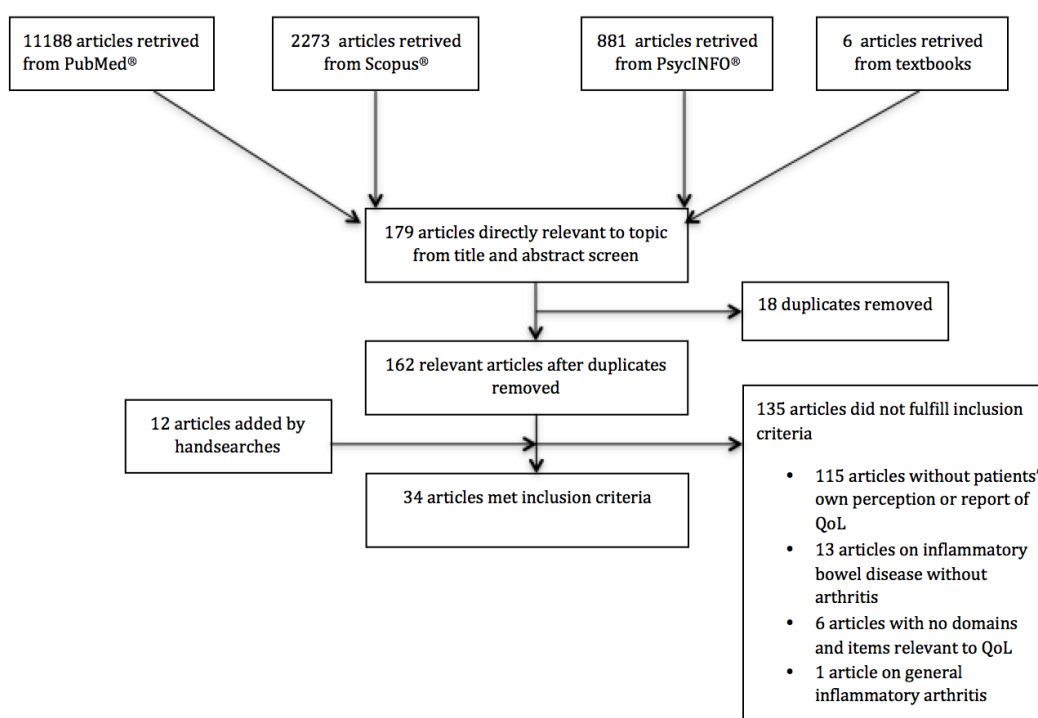 11188 articles retrived
from PubMed®
2273 articles retrived
from Scopus®
881 articles retrived
from PsycINFO®
6 articles retrived
from textbooks
179 articles directly relevant to topic
from title and abstract screen
18 duplicates removed
162 relevant articles after duplicates
removed
12 articles added by
handsearches
135 articles did not fulfill inclusion
criteria
• 115 articles without patients'
own perception or report of
QoL
• 13 articles on inflammatory
bowel disease without
arthritis
• 6 articles with no domains
and items relevant to QoL
• 1 article on general
inflammatory arthritis
34 articles met inclusion criteria